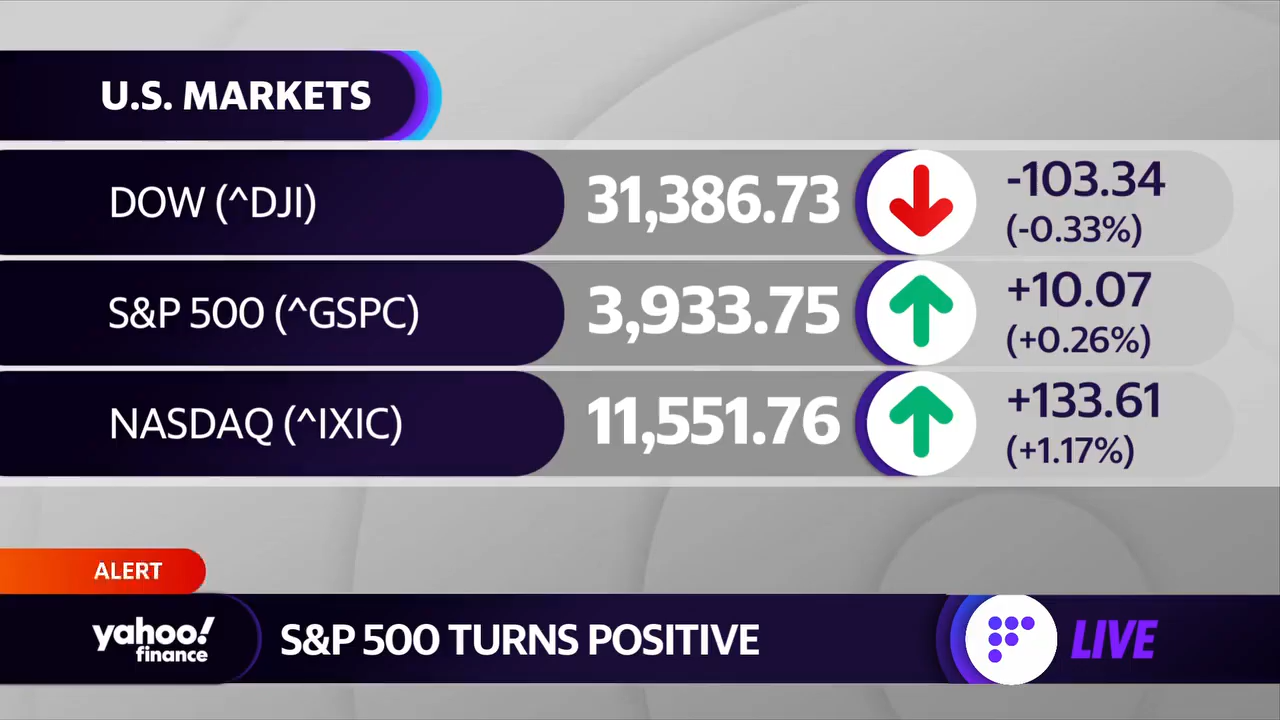 U.S. MARKETS
DOW (^DJI) 31,386.73 -103.34
(-0.33%)
S&P 500 (^GSPC) 3,933.75 +10.07
(+0.26%)
NASDAQ (^IXIC) 11,551.76 +133.61
(+1.17%)
ALERT
yahoo!
finance
S&P 500 TURNS POSITIVE
LIVE